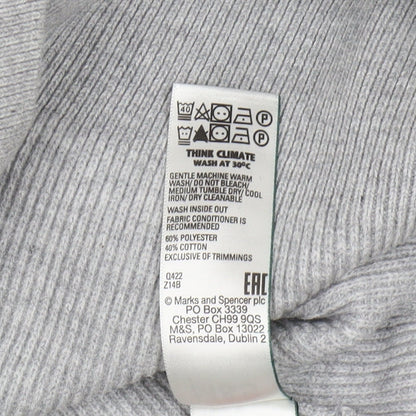 40 P
P
THINK CLIMATE
WASH AT 30°C
GENTLE MACHINE WARM
WASH/ DO NOT BLEACH/
MEDIUM TUMBLE DRY/ COOL
IRON/ DRY CLEANABLE
WASH INSIDE OUT
FABRIC CONDITIONER IS
RECOMMENDED
60% POLYESTER
40% COTTON
EXCLUSIVE OF TRIMMINGS
Q422
Z14B
EAC
© Marks and Spencer plc
PO Box 3339
Chester CH99 9QS
M&S, PO Box 13022
Ravensdale, Dublin 2